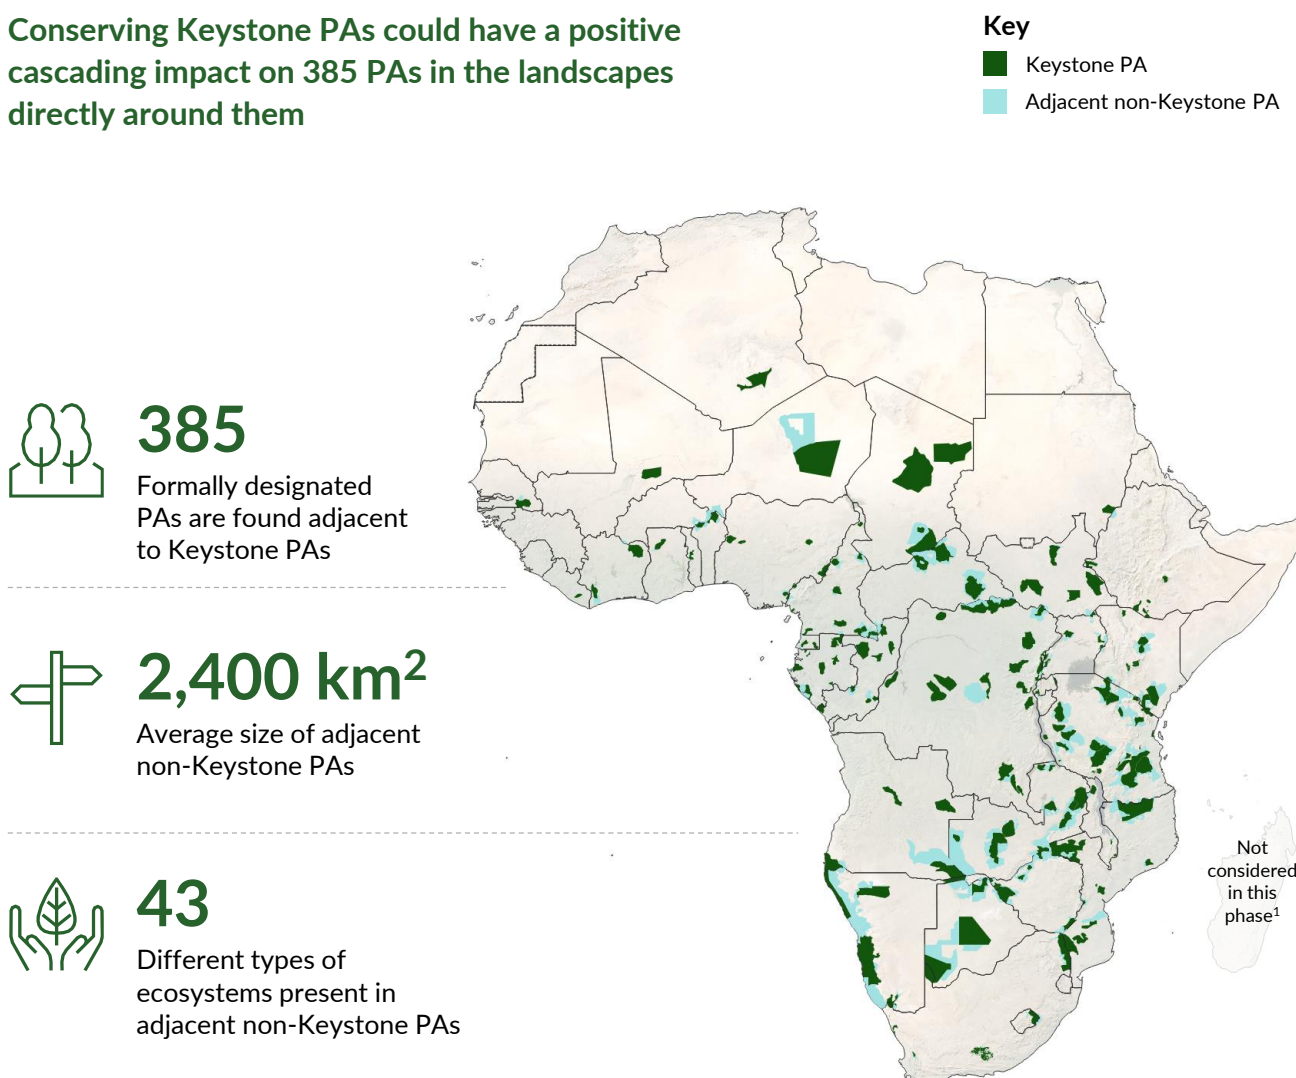 Conserving Keystone PAs could have a positive
cascading impact on 385 PAs in the landscapes
directly around them
Key
Keystone PA
Adjacent non-Keystone PA
385
Formally designated
PAs are found adjacent
to Keystone PAs
2,400 km²
Average size of adjacent
non-Keystone PAs
43
Different types of
ecosystems present in
adjacent non-Keystone PAs
Not
considered
in this
phase¹